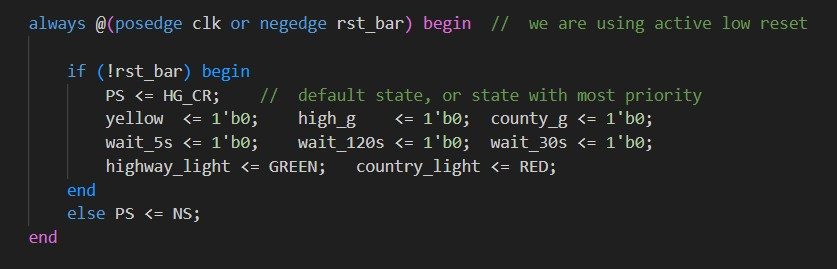 always @(posedge clk or negedge rst_bar) begin  //  we are using active low reset
if (!rst_bar) begin
PS <= HG_CR;    //  default state, or state with most priority
yellow  <= 1'b0;    high_g    <= 1'b0;  county_g <= 1'b0;
wait_5s <= 1'b0;    wait_120s <= 1'b0;  wait_30s <= 1'b0;
highway_light <= GREEN;   country_light <= RED;
end
else PS <= NS;
end